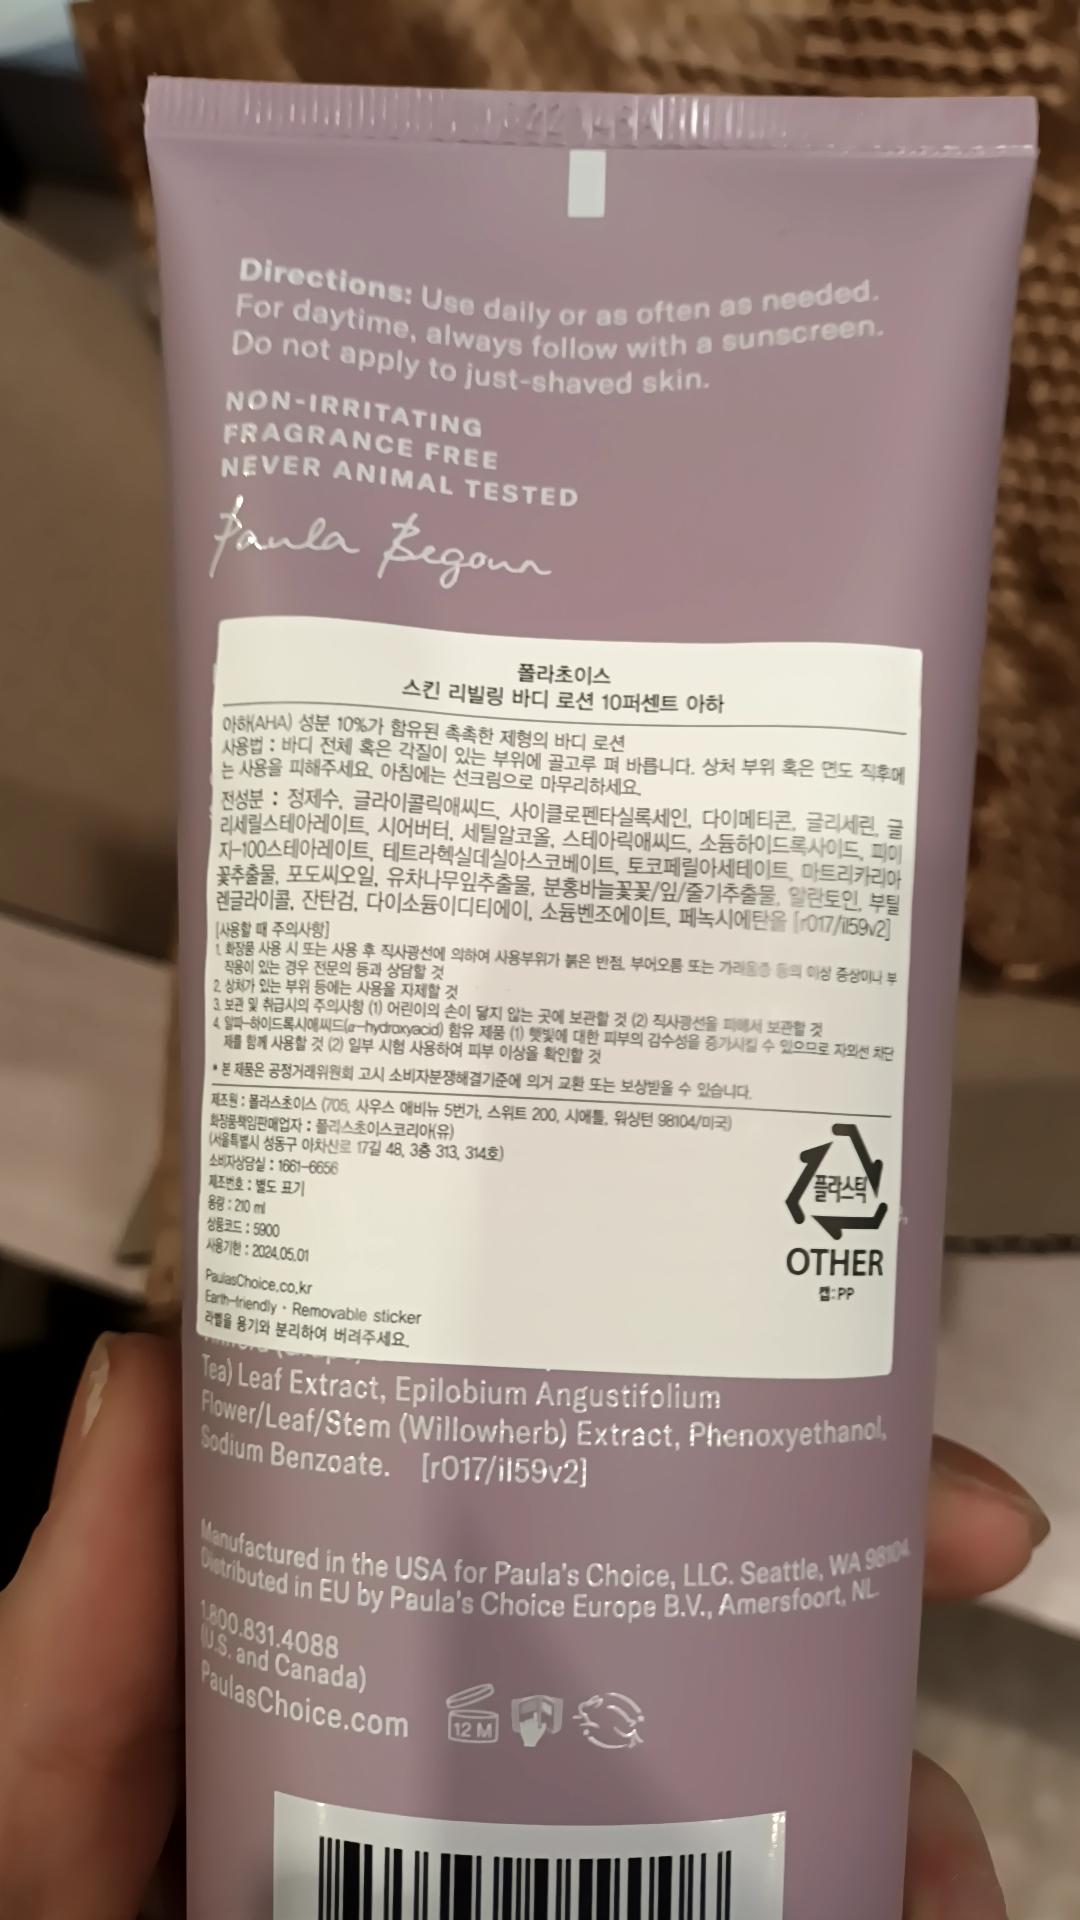 Directions: Use daily or as often as needed.
For daytime, always follow with a sunscreen.
Do not apply to just-shaved skin.
NON-IRRITATING
FRAGRANCE FREE
NEVER ANIMAL TESTED
Paula Begoun
폴라초이스
스킨 리빌링 바디 로션 10퍼센트 아하
아하(AHA) 성분 10%가 함유된 촉촉한 제형의 바디 로션
사용법 : 바디 전체 혹은 각질이 있는 부위에 골고루 펴 바릅니다. 상처 부위 혹은 면도 직후에
는 사용을 피해주세요. 아침에는 선크림으로 마무리하세요.
전성분 : 정제수, 글라이콜릭애씨드, 사이클로펜타실록세인, 다이메티콘, 글리세린, 글
리세릴스테아레이트, 시어버터, 세틸알코올, 스테아릭애씨드, 소듐하이드록사이드, 피이
지-100스테아레이트, 테트라헥실데실아스코베이트, 토코페릴아세테이트, 마트리카리아
꽃추출물, 포도씨오일, 유차나무잎추출물, 분홍바늘꽃꽃/잎/줄기추출물, 알란토인, 부틸
렌글라이콜, 잔탄검, 다이소듐이디티에이, 소듐벤조에이트, 페녹시에탄올 [r017/il59v2]
[사용할 때 주의사항]
1. 화장품 사용 시 또는 사용 후 직사광선에 의하여 사용부위가 붉은 반점, 부어오름 또는 가려움증 등의 이상 증상이나 부
작용이 있는 경우 전문의 등과 상담할 것
2. 상처가 있는 부위 등에는 사용을 자제할 것
3. 보관 및 취급시의 주의사항 (1) 어린이의 손이 닿지 않는 곳에 보관할 것 (2) 직사광선을 피해서 보관할 것
4. 알파-하이드록시애씨드(α-hydroxyacid) 함유 제품 (1) 햇빛에 대한 피부의 감수성을 증가시킬 수 있으므로 자외선 차단
제를 함께 사용할 것 (2) 일부 시험 사용하여 피부 이상을 확인할 것
* 본 제품은 공정거래위원회 고시 소비자분쟁해결기준에 의거 교환 또는 보상받을 수 있습니다.
제조원 : 폴라스초이스 (705, 사우스 애비뉴 5번가, 스위트 200, 시애틀, 워싱턴 98104/미국)
화장품책임판매업자 : 폴라스초이스코리아(유)
(서울특별시 성동구 아차산로 17길 48, 3층 313, 314호)
소비자상담실 : 1661-6656
제조번호 : 별도 표기
용량 : 210 ml
상품코드 : 5900
사용기한 : 2024.05.01
플라스틱
OTHER
캡:PP
PaulasChoice.co.kr
Earth-friendly · Removable sticker
라벨을 용기와 분리하여 버려주세요.
Tea) Leaf Extract, Epilobium Angustifolium
Flower/Leaf/Stem (Willowherb) Extract, Phenoxyethanol,
Sodium Benzoate. [r017/il59v2]
Manufactured in the USA for Paula's Choice, LLC. Seattle, WA 98104
Distributed in EU by Paula's Choice Europe B.V., Amersfoort, NL.
1.800.831.4088
(U.S. and Canada)
PaulasChoice.com
12 M